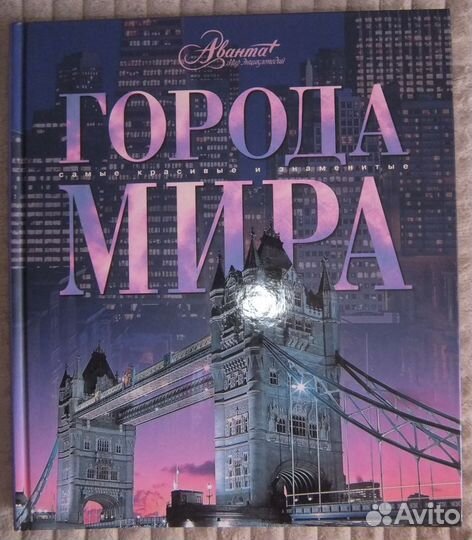 Аванта+
Мир энциклопедий
ГОРОДА
самые красивые и знаменитые
МИРА
Avito